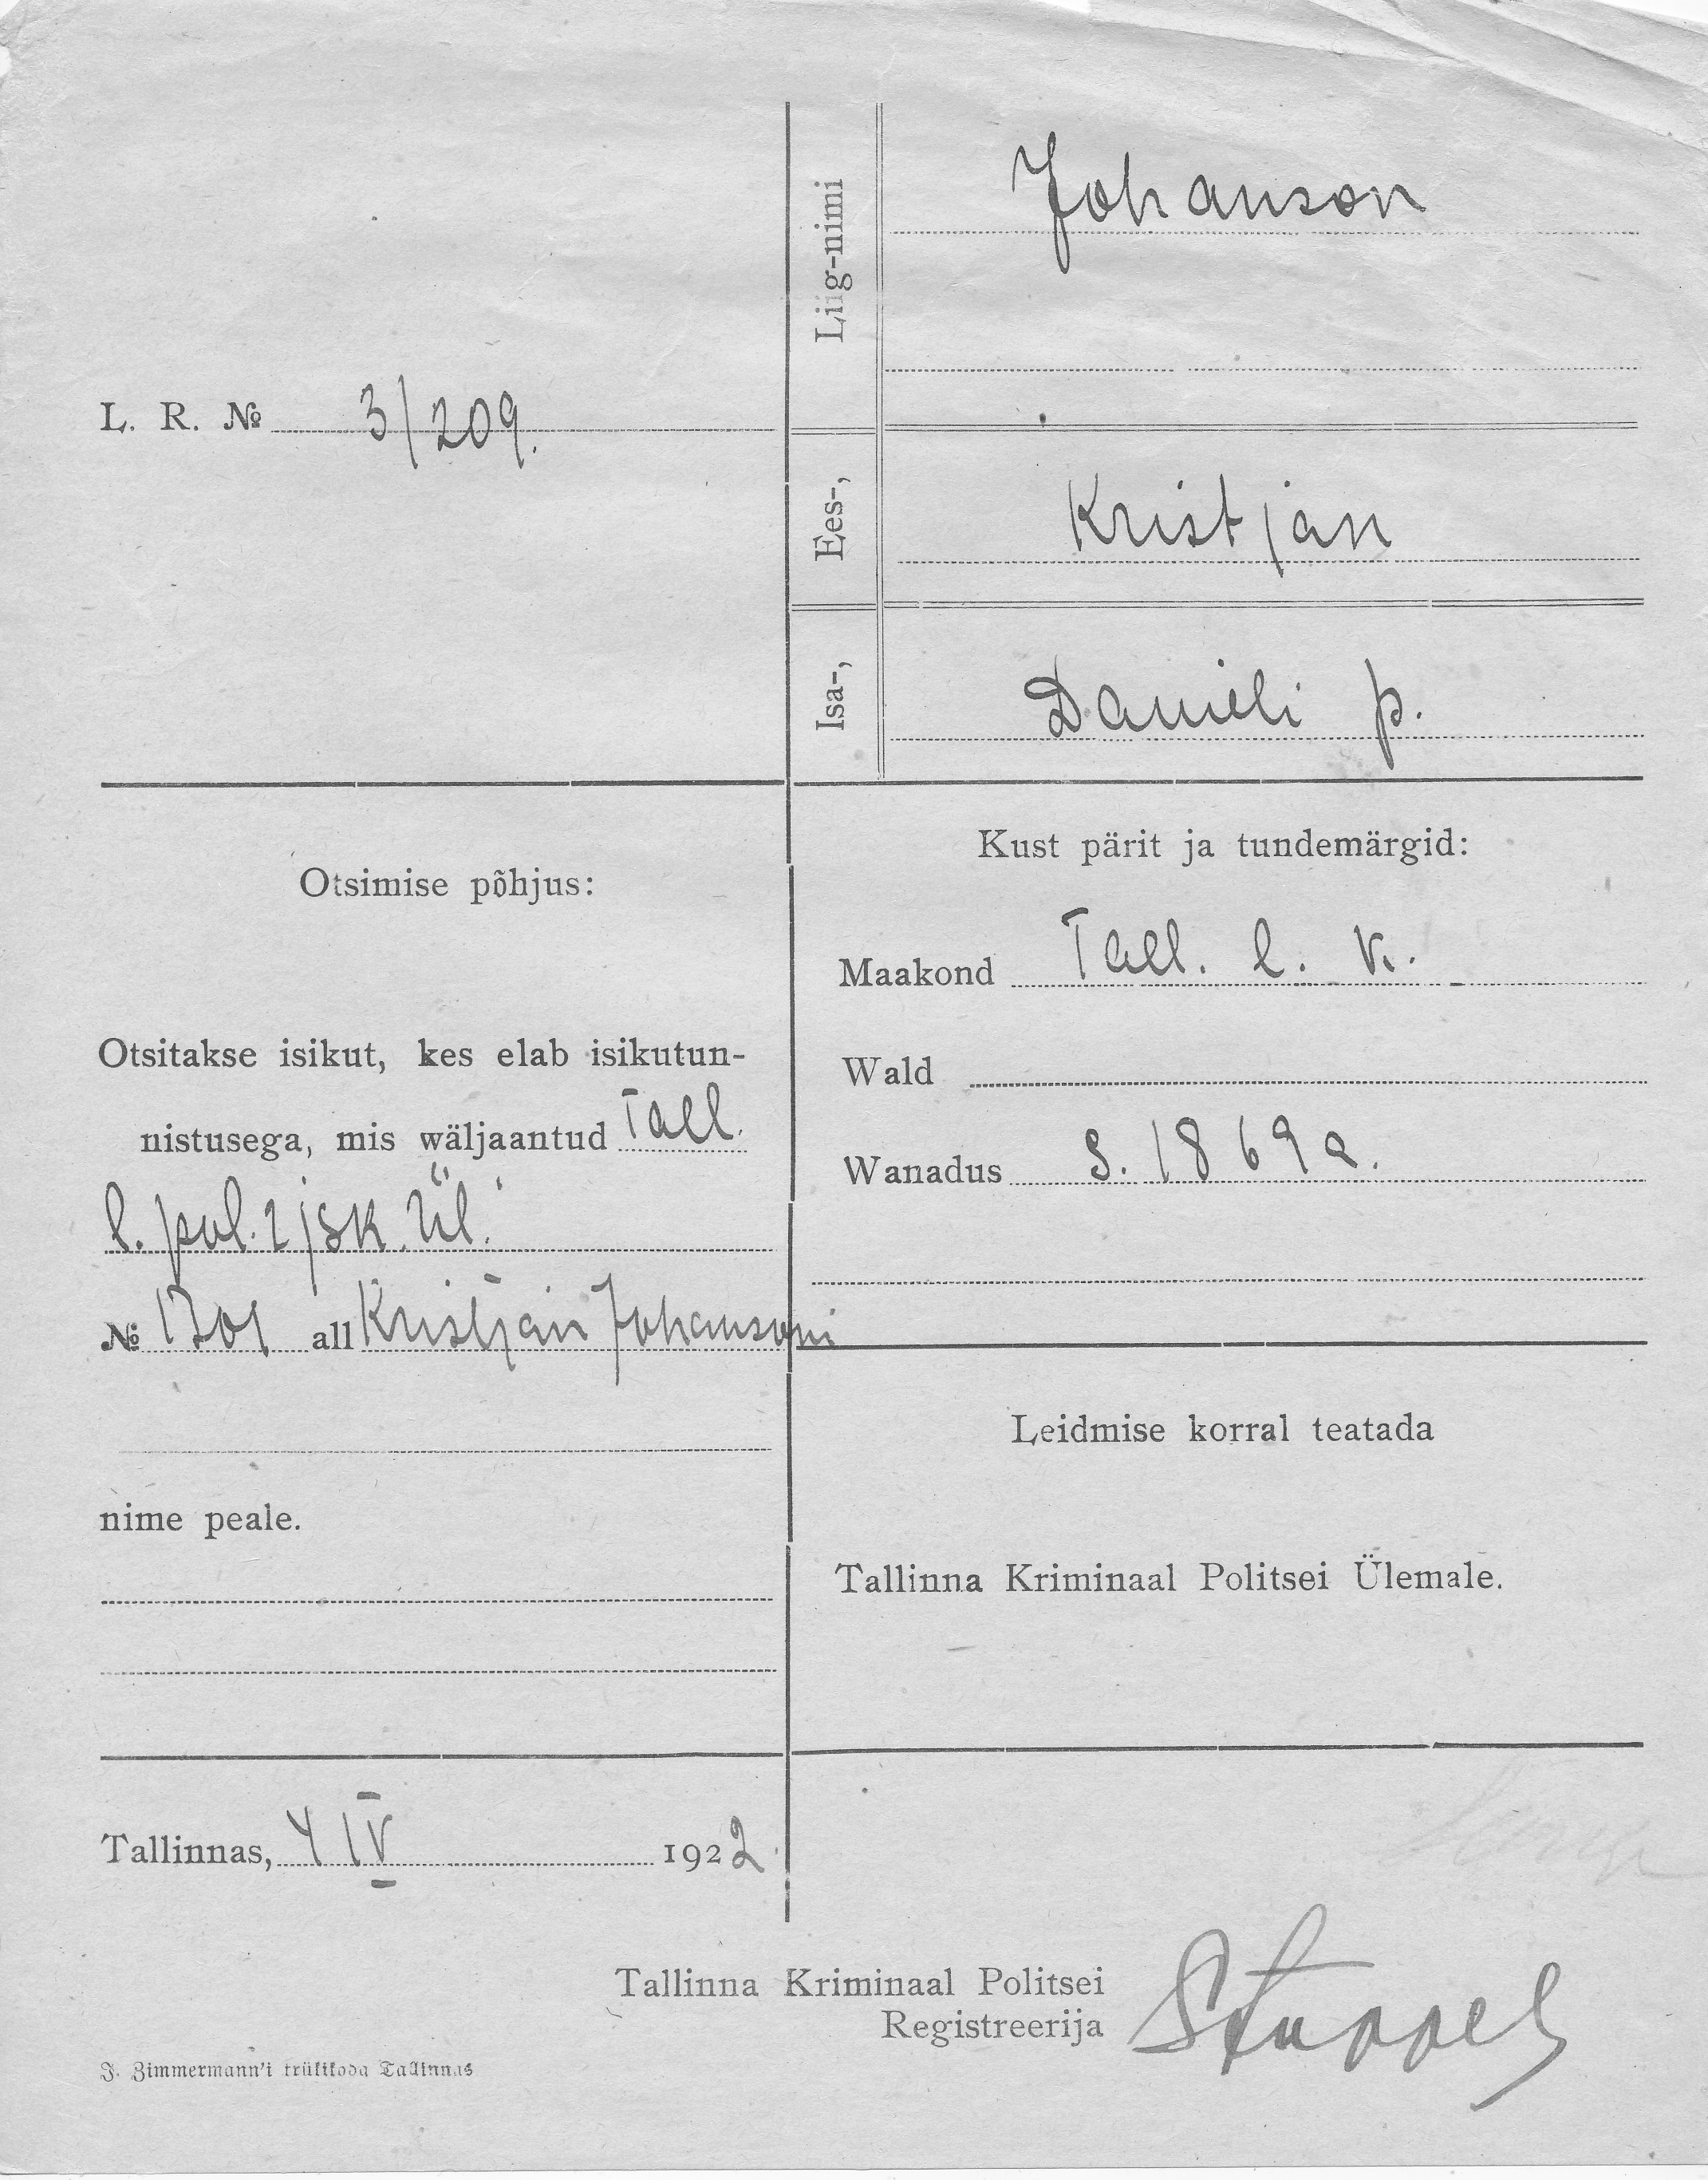 L. R. № 3/209.
Liig-nimi Johanson
Ees-, Kristjan
Isa-, Danieli p.
Otsimise põhjus:
Otsitakse isikut, kes elab isikutun-
nistusega, mis wäljaantud Tall.
l. pol. 2 jsk. Ül.
№ 1701 all Kristjan Johansoni
nime peale.
Kust pärit ja tundemärgid:
Maakond Tall. l. k.
Wald
Wanadus s. 1869 a.
Leidmise korral teatada
Tallinna Kriminaal Politsei Ülemale.
Tallinnas, 4 IV 1922
Tallinna Kriminaal Politsei
Registreerija
J. Zimmermann'i trükikoda Tallinnas